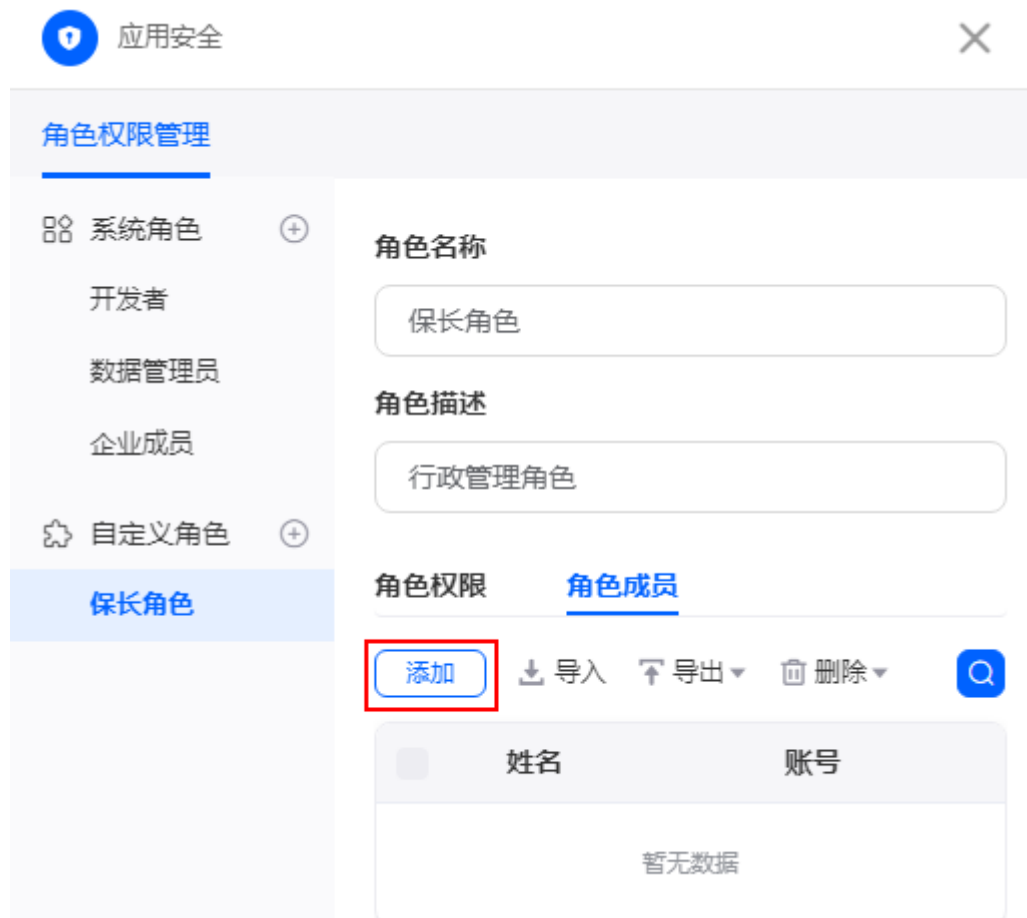 应用安全
角色权限管理
系统角色
开发者
数据管理员
企业成员
自定义角色
保长角色
角色名称
保长角色
角色描述
行政管理角色
角色权限 角色成员
添加 导入 导出 删除
姓名 账号
暂无数据